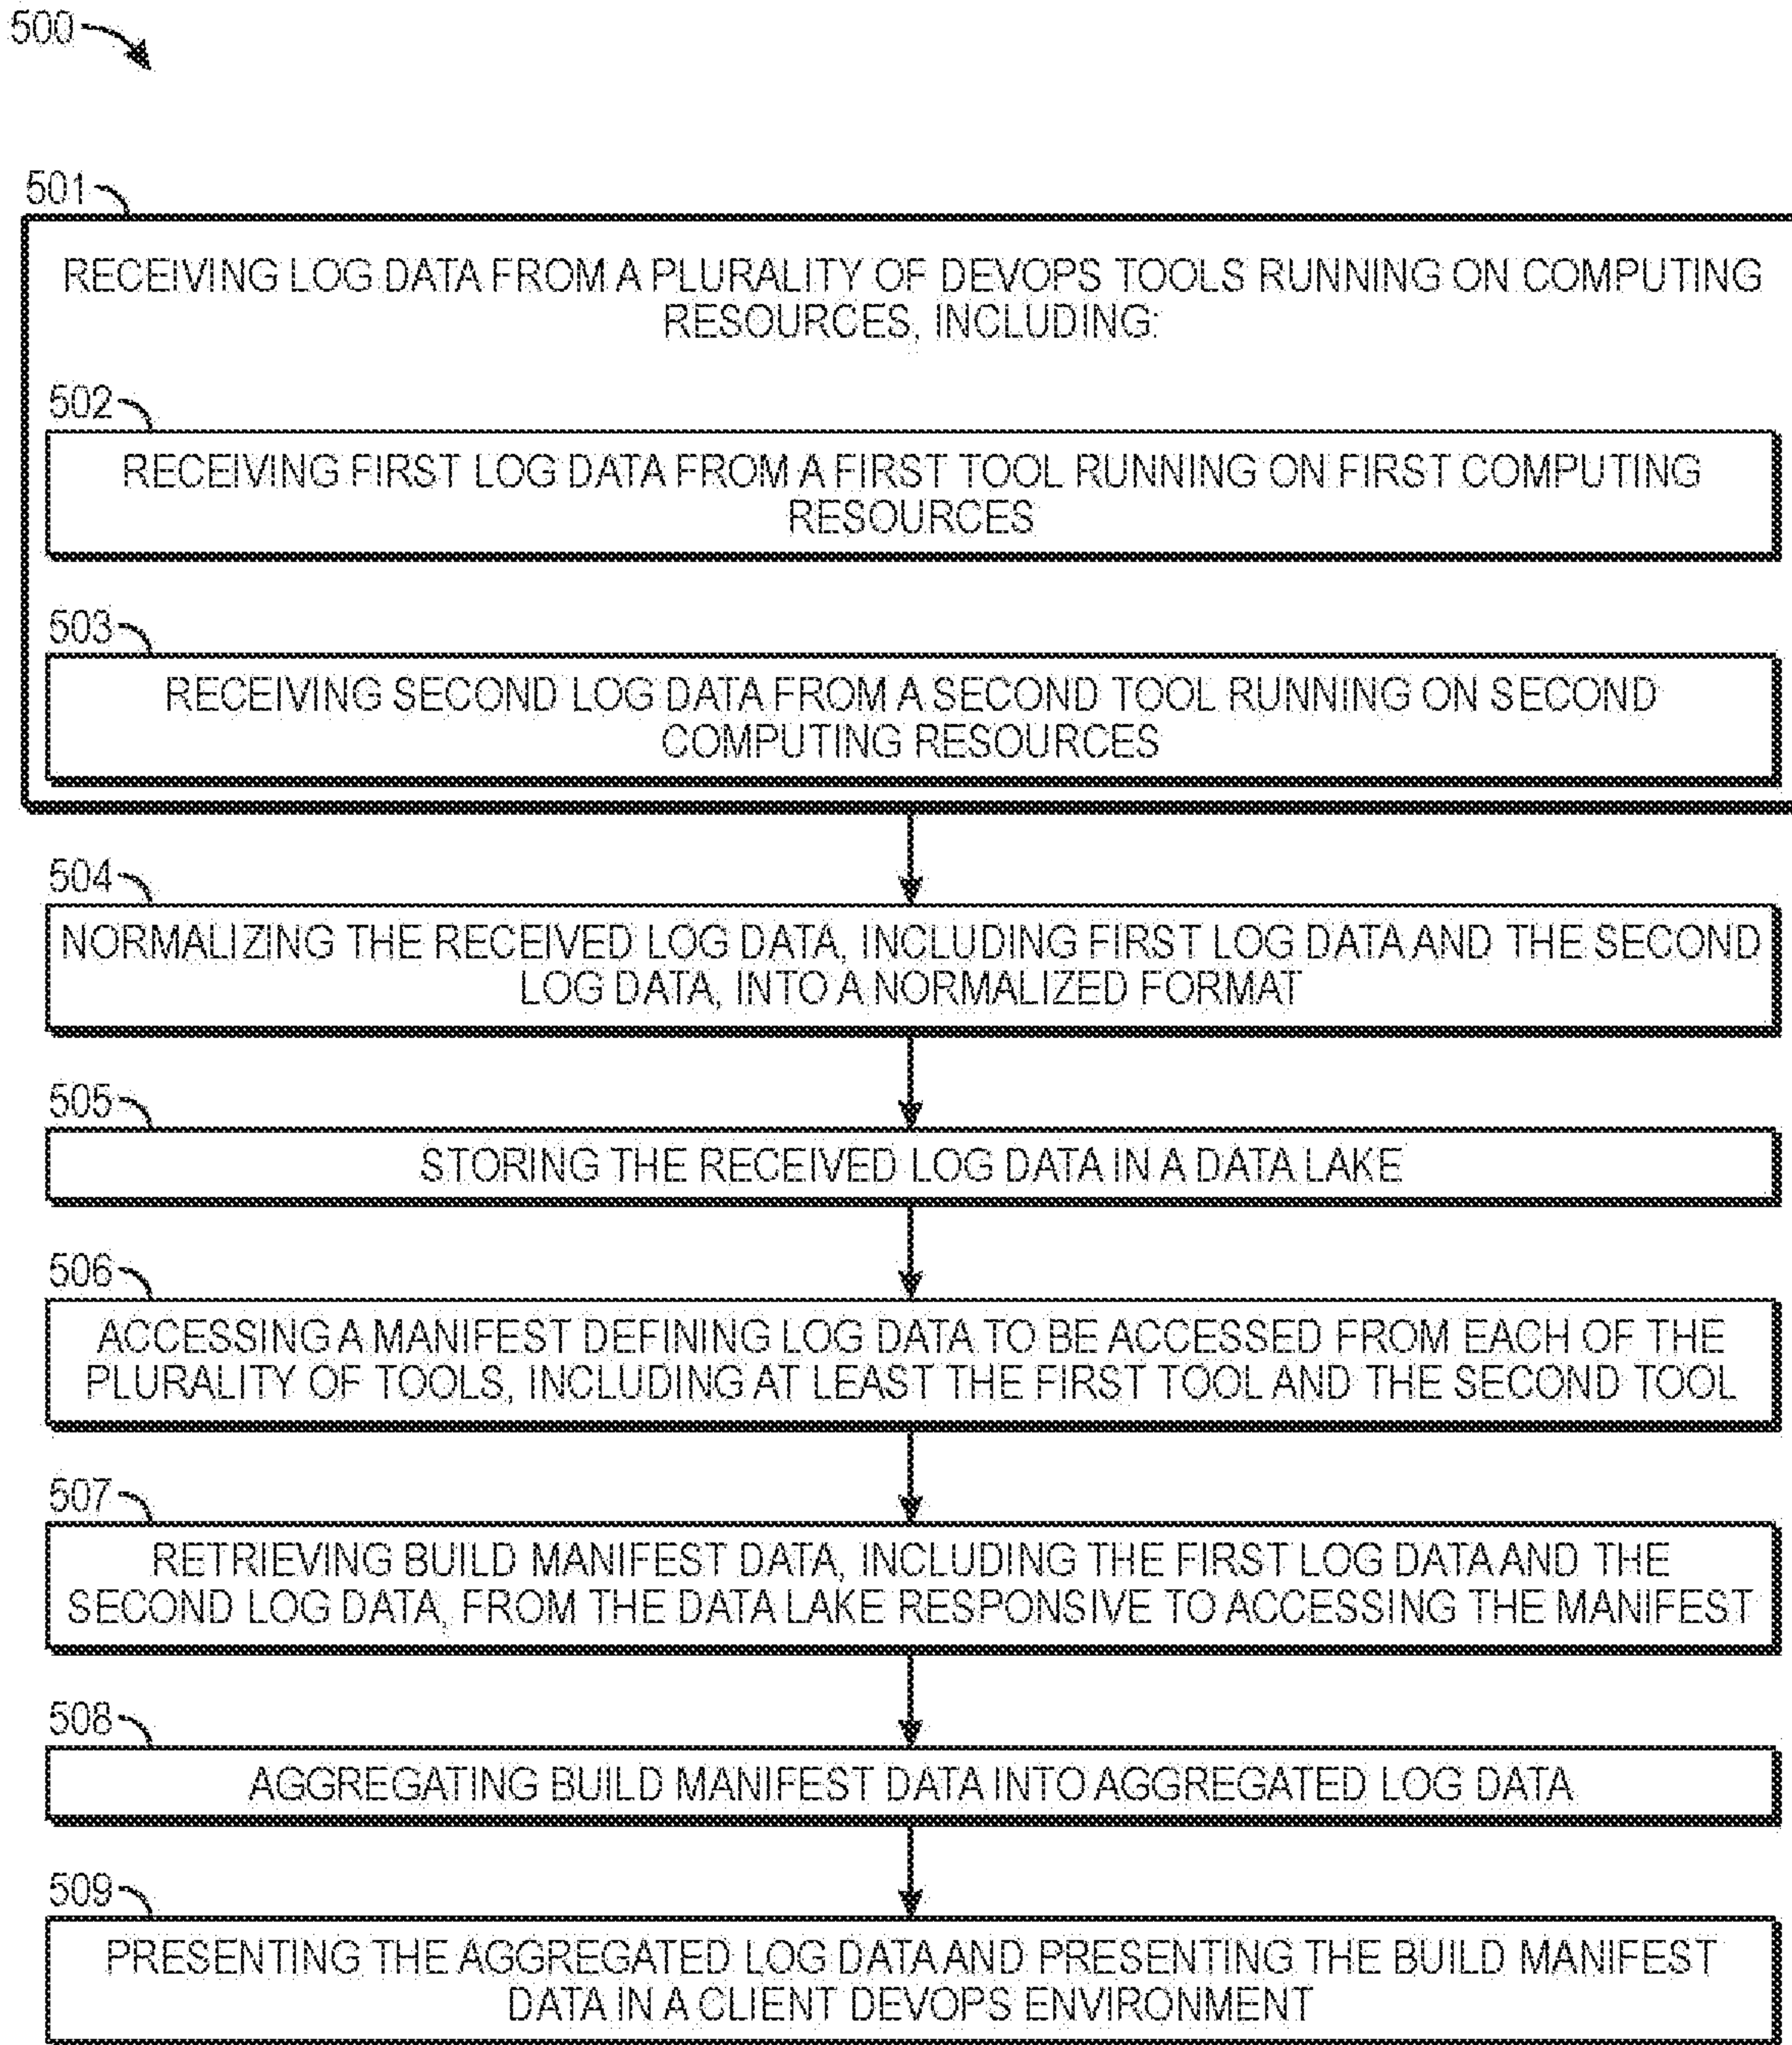 500
501
RECEIVING LOG DATA FROM A PLURALITY OF DEVOPS TOOLS RUNNING ON COMPUTING
RESOURCES, INCLUDING:
502
RECEIVING FIRST LOG DATA FROM A FIRST TOOL RUNNING ON FIRST COMPUTING
RESOURCES
503
RECEIVING SECOND LOG DATA FROM A SECOND TOOL RUNNING ON SECOND
COMPUTING RESOURCES
504
NORMALIZING THE RECEIVED LOG DATA, INCLUDING FIRST LOG DATA AND THE SECOND
LOG DATA, INTO A NORMALIZED FORMAT
505
STORING THE RECEIVED LOG DATA IN A DATA LAKE
506
ACCESSING A MANIFEST DEFINING LOG DATA TO BE ACCESSED FROM EACH OF THE
PLURALITY OF TOOLS, INCLUDING AT LEAST THE FIRST TOOL AND THE SECOND TOOL
507
RETRIEVING BUILD MANIFEST DATA, INCLUDING THE FIRST LOG DATA AND THE
SECOND LOG DATA, FROM THE DATA LAKE RESPONSIVE TO ACCESSING THE MANIFEST
508
AGGREGATING BUILD MANIFEST DATA INTO AGGREGATED LOG DATA
509
PRESENTING THE AGGREGATED LOG DATA AND PRESENTING THE BUILD MANIFEST
DATA IN A CLIENT DEVOPS ENVIRONMENT